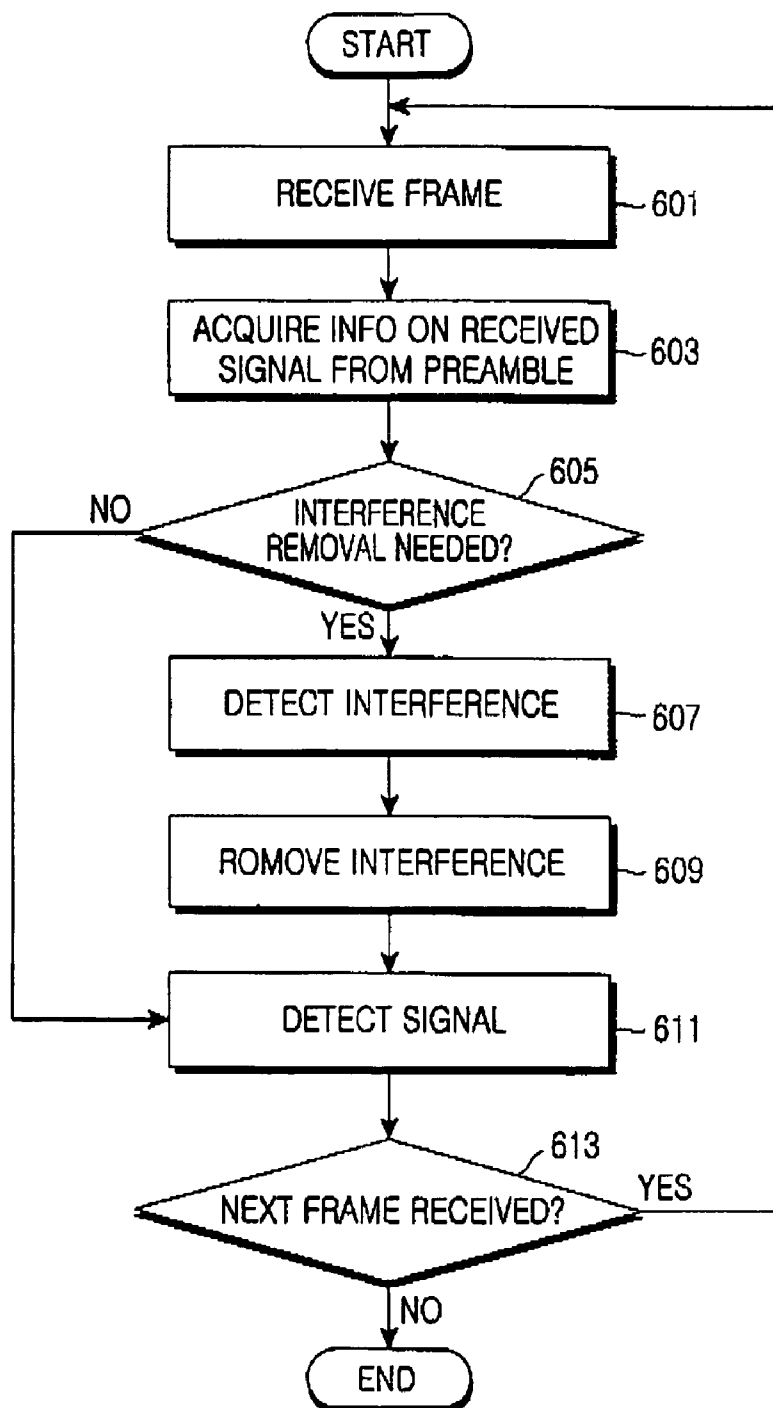 START
RECEIVE FRAME
601
ACQUIRE INFO ON RECEIVED
SIGNAL FROM PREAMBLE
603
605
NO
INTERFERENCE
REMOVAL NEEDED?
YES
DETECT INTERFERENCE
607
ROMOVE INTERFERENCE
609
DETECT SIGNAL
611
613
NEXT FRAME RECEIVED?
YES
NO
END